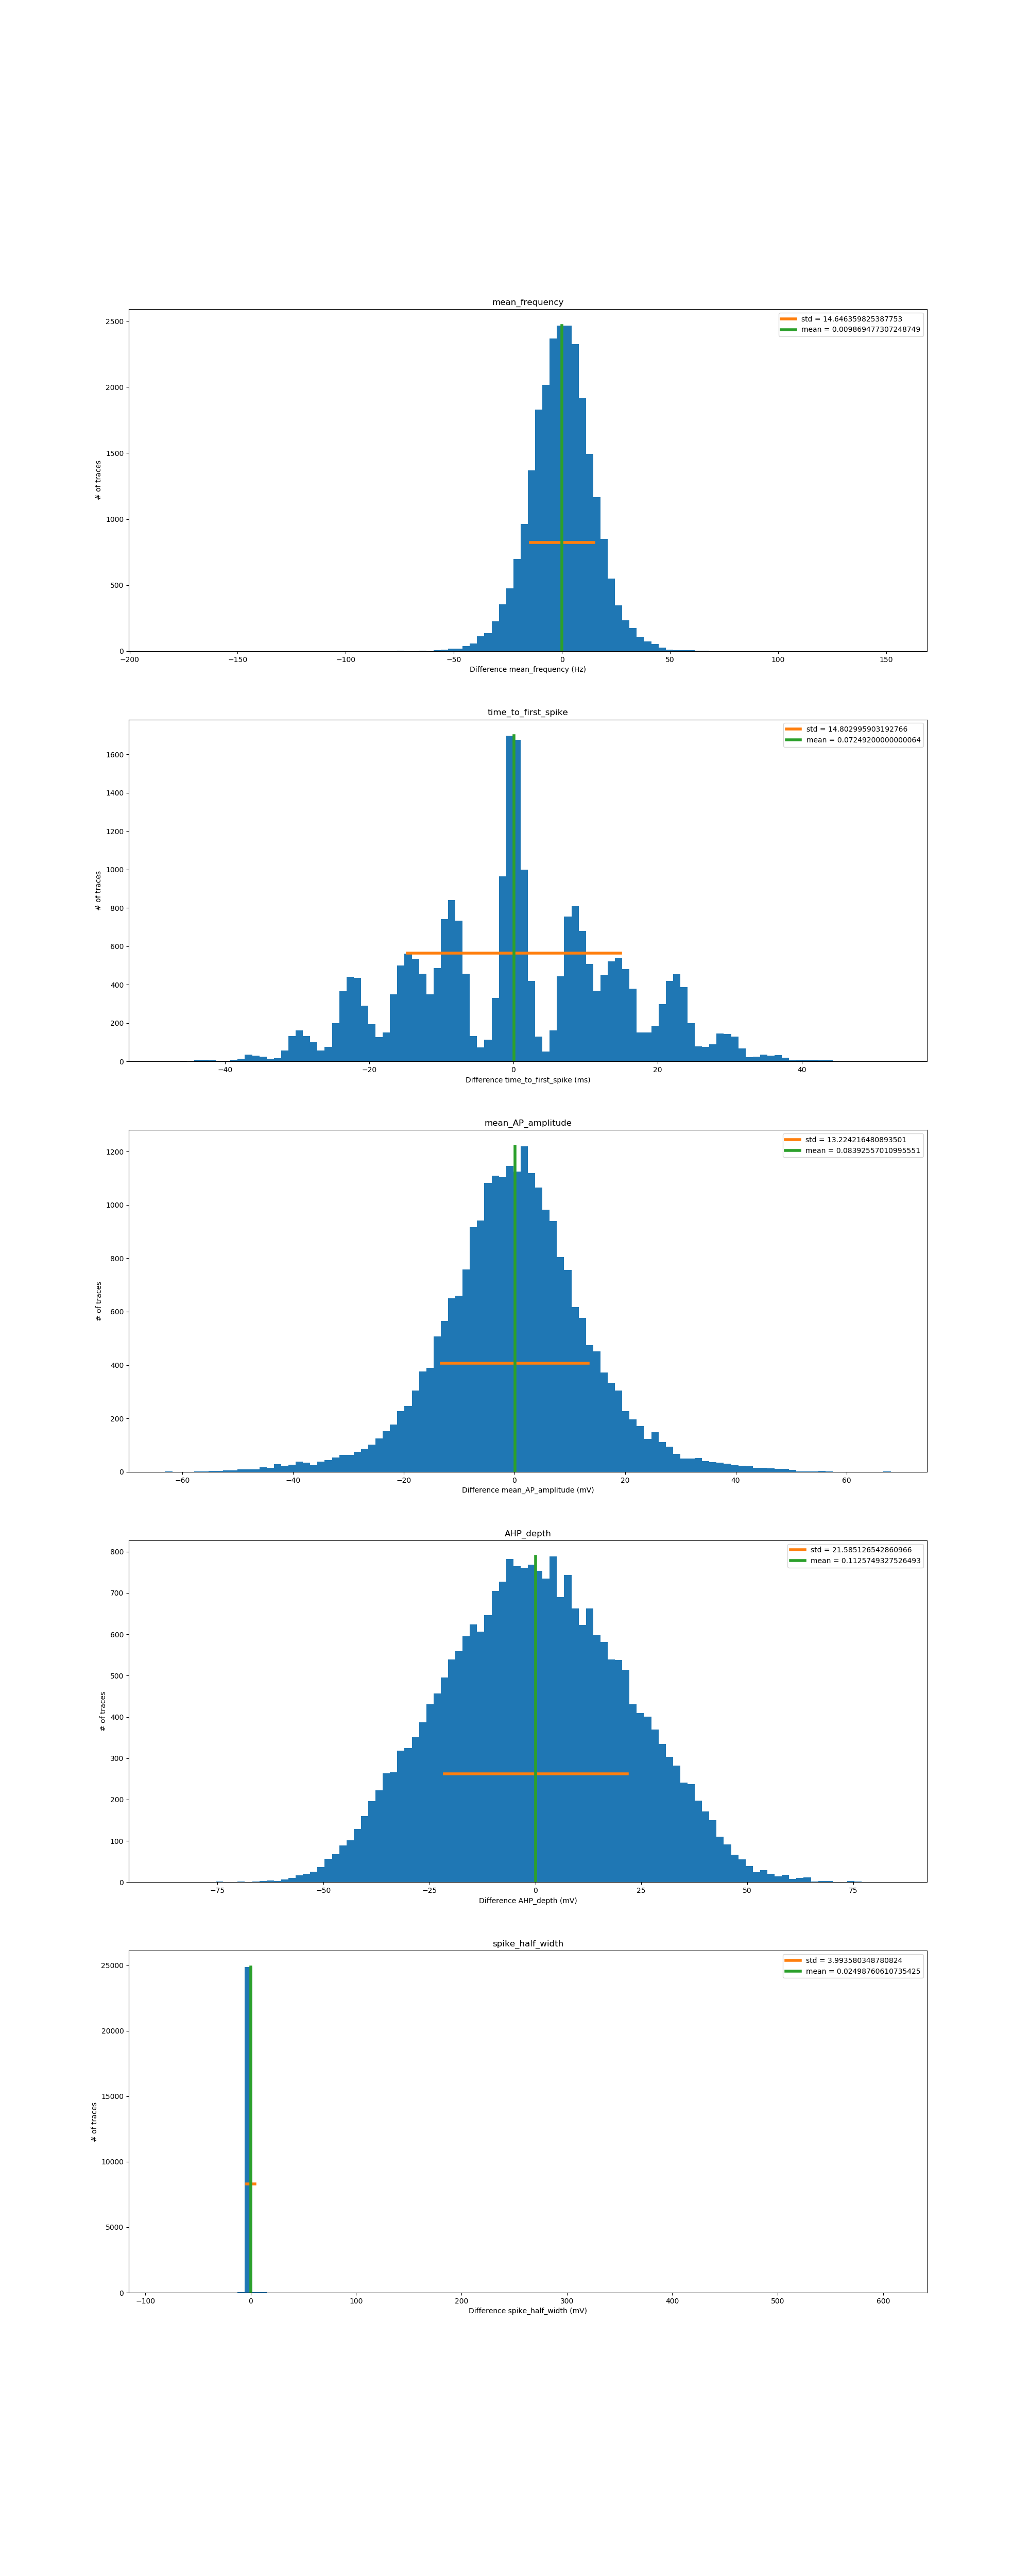 mean_frequency
std = 14.646359825387753
mean = 0.009869477307248749
2500
2000
1500
1000
500
0
# of traces
−200 −150 −100 −50 0 50 100 150
Difference mean_frequency (Hz)
time_to_first_spike
std = 14.802995903192766
mean = 0.07249200000000064
1600
1400
1200
1000
800
600
400
200
0
# of traces
−40 −20 0 20 40
Difference time_to_first_spike (ms)
mean_AP_amplitude
std = 13.224216480893501
mean = 0.08392557010995551
1200
1000
800
600
400
200
0
# of traces
−60 −40 −20 0 20 40 60
Difference mean_AP_amplitude (mV)
AHP_depth
std = 21.585126542860966
mean = 0.1125749327526493
800
700
600
500
400
300
200
100
0
# of traces
−75 −50 −25 0 25 50 75
Difference AHP_depth (mV)
spike_half_width
std = 3.993580348780824
mean = 0.02498760610735425
25000
20000
15000
10000
5000
0
# of traces
−100 0 100 200 300 400 500 600
Difference spike_half_width (mV)